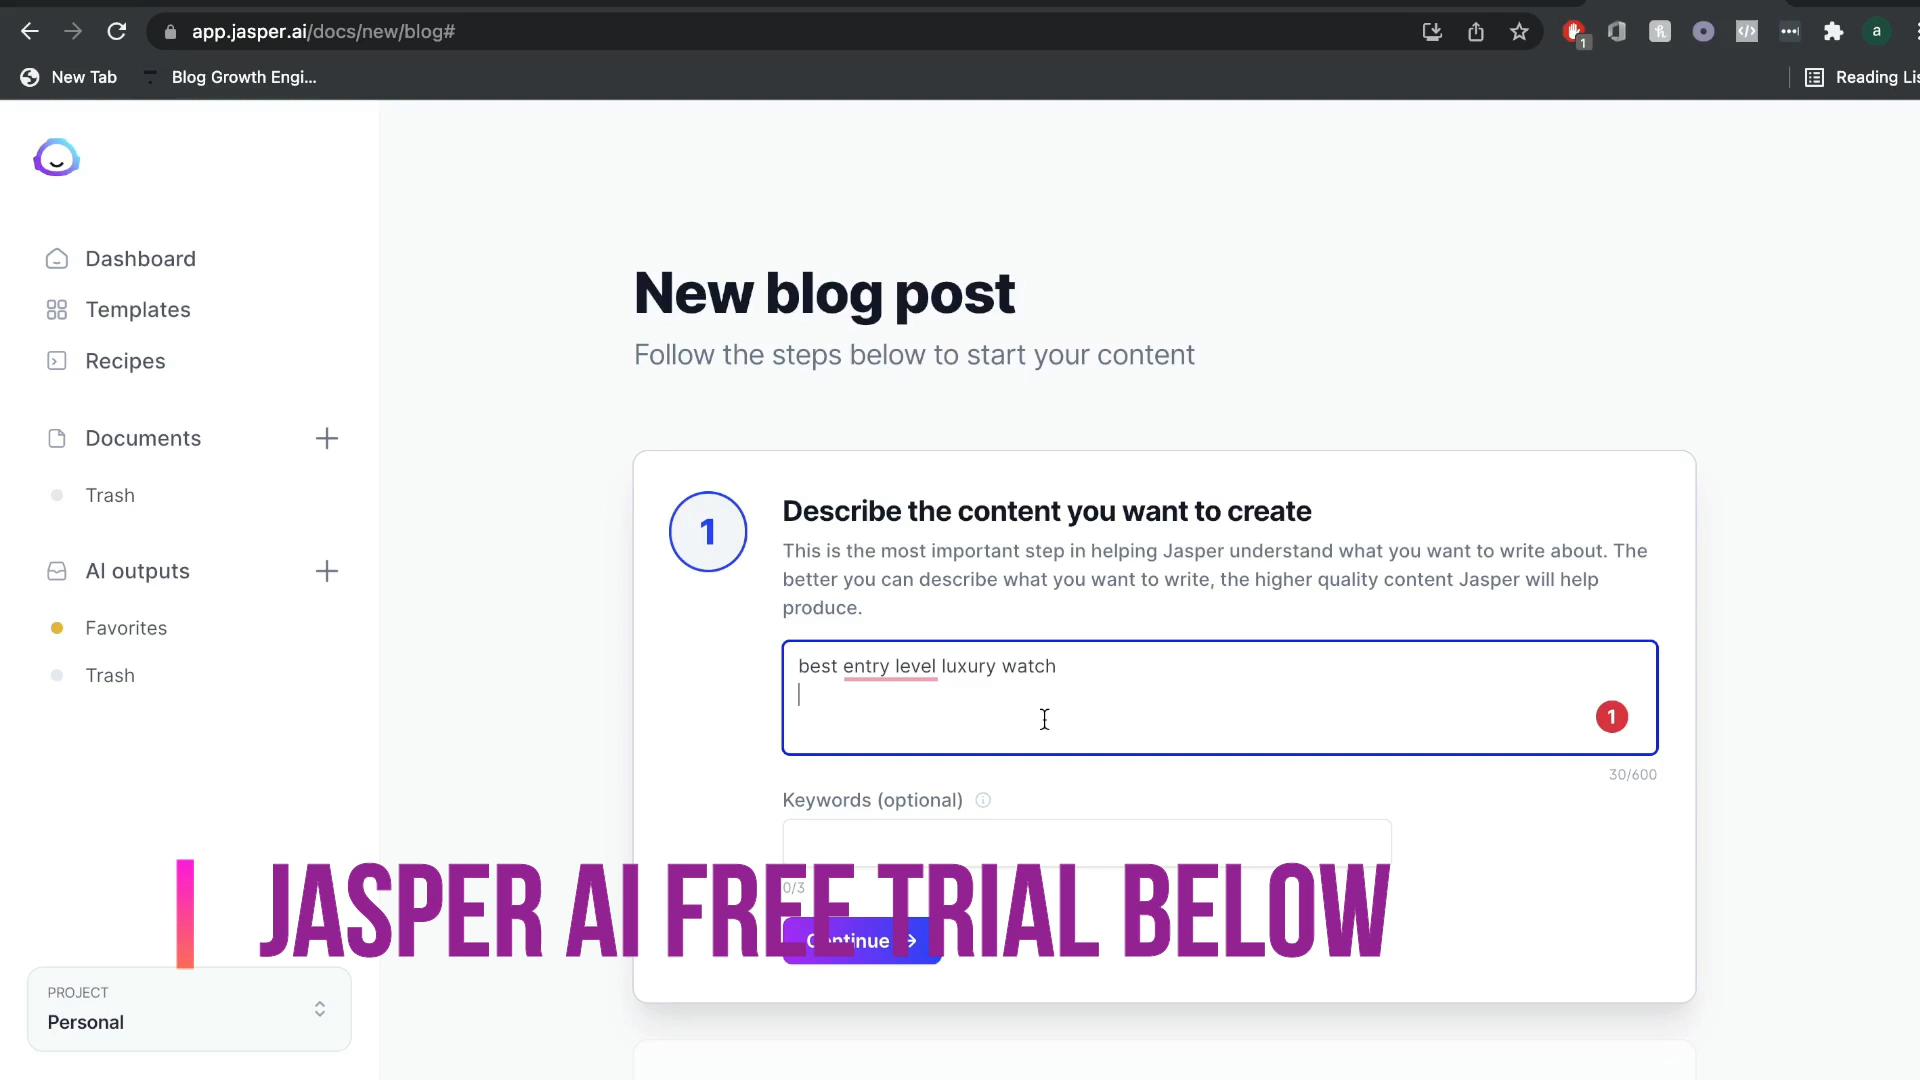 app.jasper.ai/docs/new/blog#
1
a
New Tab
Blog Growth Engi...
Reading Lis
Dashboard
Templates
Recipes
Documents
Trash
AI outputs
Favorites
Trash
PROJECT
Personal
New blog post
Follow the steps below to start your content
1
Describe the content you want to create
This is the most important step in helping Jasper understand what you want to write about. The
better you can describe what you want to write, the higher quality content Jasper will help
produce.
best entry level luxury watch
1
30/600
Keywords (optional)
0/3
Continue
JASPER AI FREE TRIAL BELOW